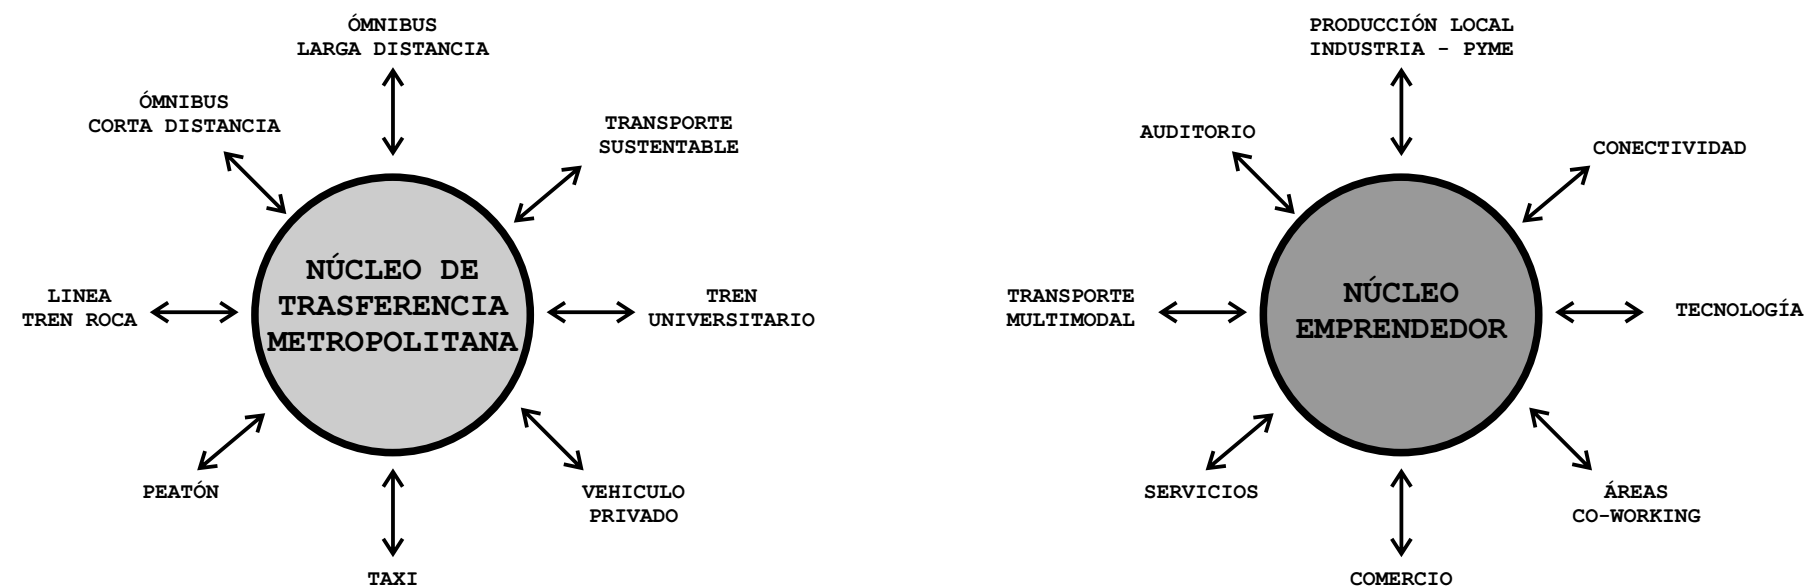 ÓMNIBUS
LARGA DISTANCIA
ÓMNIBUS
CORTA DISTANCIA
TRANSPORTE
SUSTENTABLE
NÚCLEO DE
TRASFERENCIA
METROPOLITANA
LINEA
TREN ROCA
TREN
UNIVERSITARIO
PEATÓN
VEHICULO
PRIVADO
TAXI
PRODUCCIÓN LOCAL
INDUSTRIA - PYME
AUDITORIO
CONECTIVIDAD
NÚCLEO
EMPRENDEDOR
TRANSPORTE
MULTIMODAL
TECNOLOGÍA
SERVICIOS
ÁREAS
CO-WORKING
COMERCIO